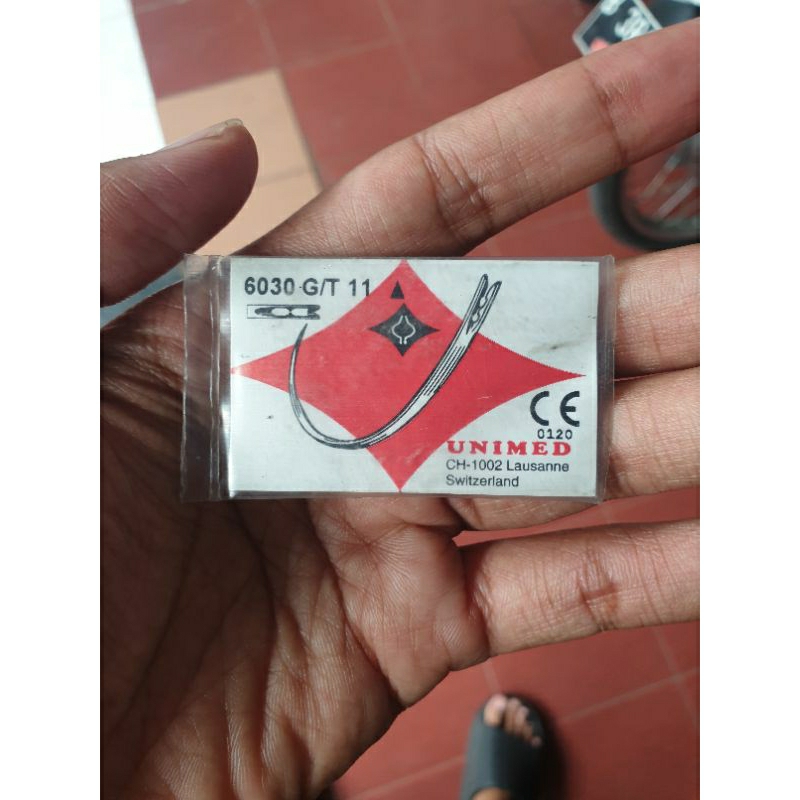 6030 G/T 11
CE
0120
UNIMED
CH-1002 Lausanne
Switzerland